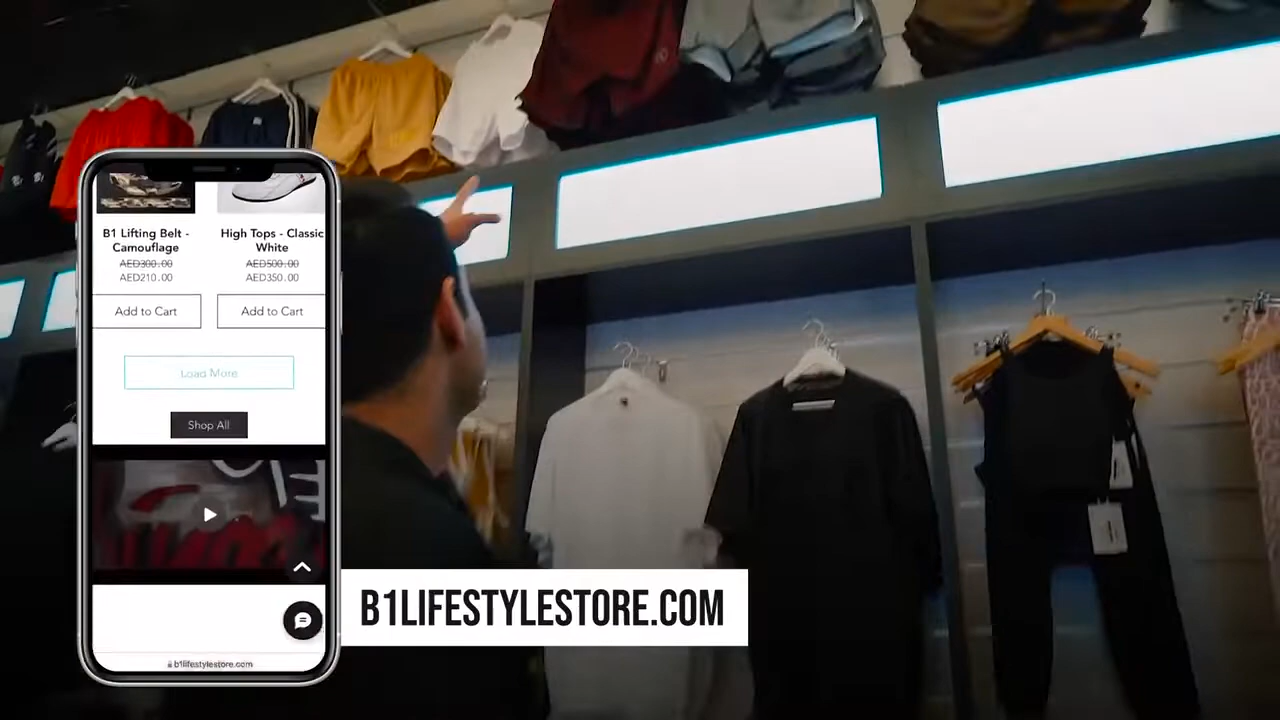 B1 Lifting Belt -
Camouflage
AED300.00
AED210.00
Add to Cart
High Tops - Classic
White
AED500.00
AED350.00
Add to Cart
Load More
Shop All
b1lifestylestore.com
B1LIFESTYLESTORE.COM